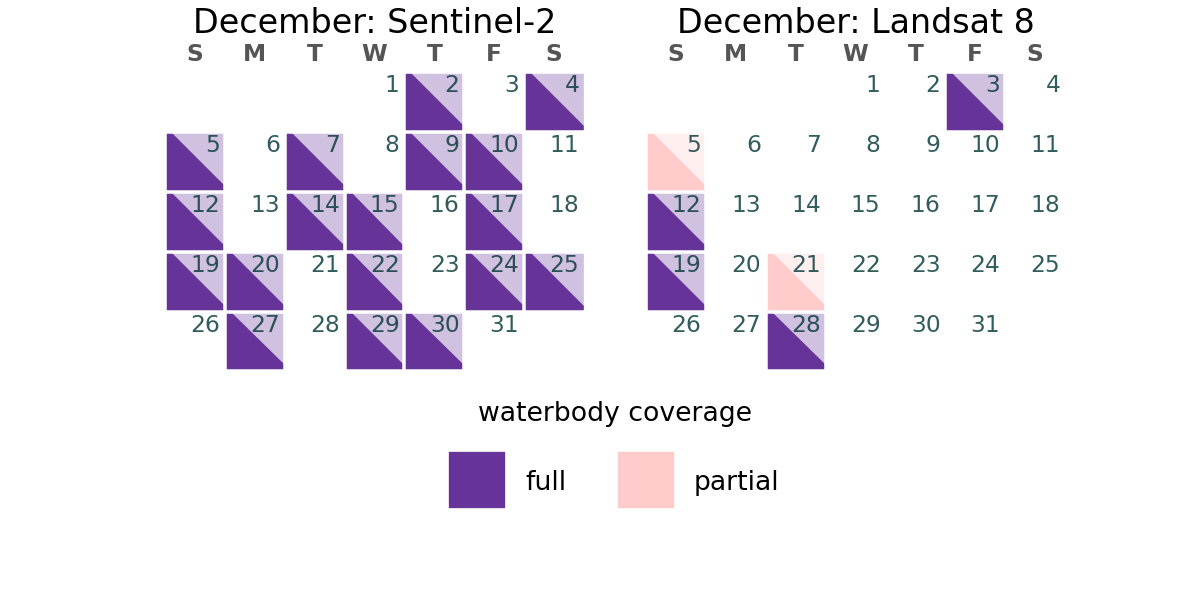 December: Sentinel-2
S M T W T F S
1 2 3 4
5 6 7 8 9 10 11
12 13 14 15 16 17 18
19 20 21 22 23 24 25
26 27 28 29 30 31
December: Landsat 8
S M T W T F S
1 2 3 4
5 6 7 8 9 10 11
12 13 14 15 16 17 18
19 20 21 22 23 24 25
26 27 28 29 30 31
waterbody coverage
full partial